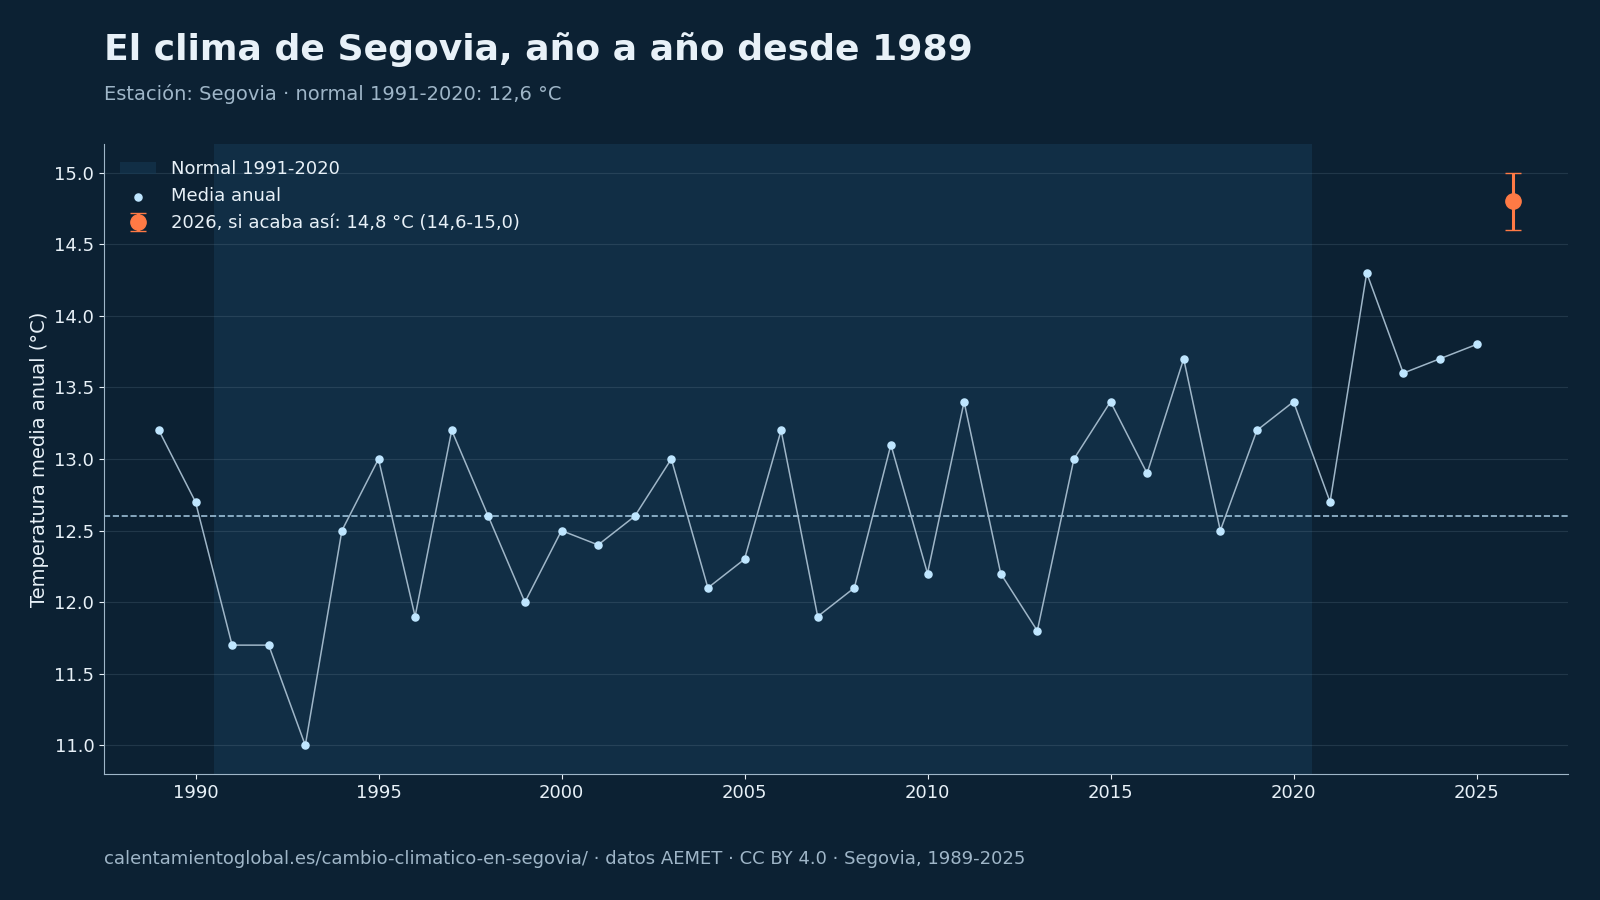 El clima de Segovia, año a año desde 1989
Estación: Segovia · normal 1991-2020: 12,6 °C
Normal 1991-2020
Media anual
2026, si acaba así: 14,8 °C (14,6-15,0)
Temperatura media anual (°C)
15.0
14.5
14.0
13.5
13.0
12.5
12.0
11.5
11.0
1990 1995 2000 2005 2010 2015 2020 2025
calentamientoglobal.es/cambio-climatico-en-segovia/ · datos AEMET · CC BY 4.0 · Segovia, 1989-2025